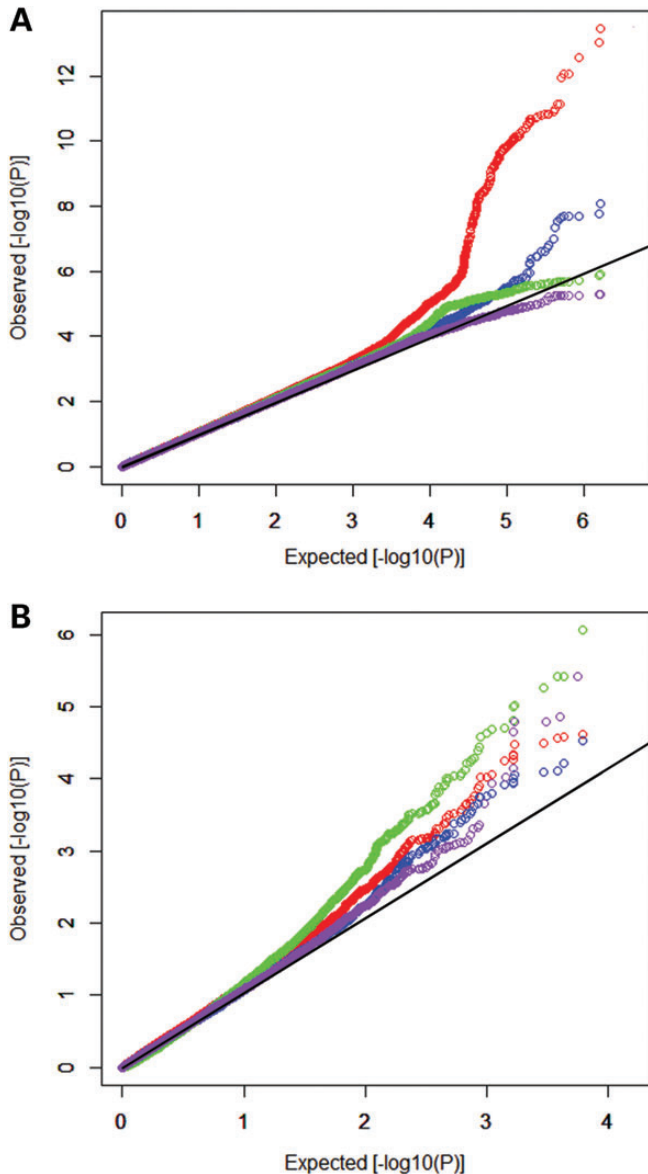 A
12
10
8
6
4
2
0
Observed [-log10(P)]
0 1 2 3 4 5 6
Expected [-log10(P)]
B
6
5
4
3
2
1
0
Observed [-log10(P)]
0 1 2 3 4
Expected [-log10(P)]